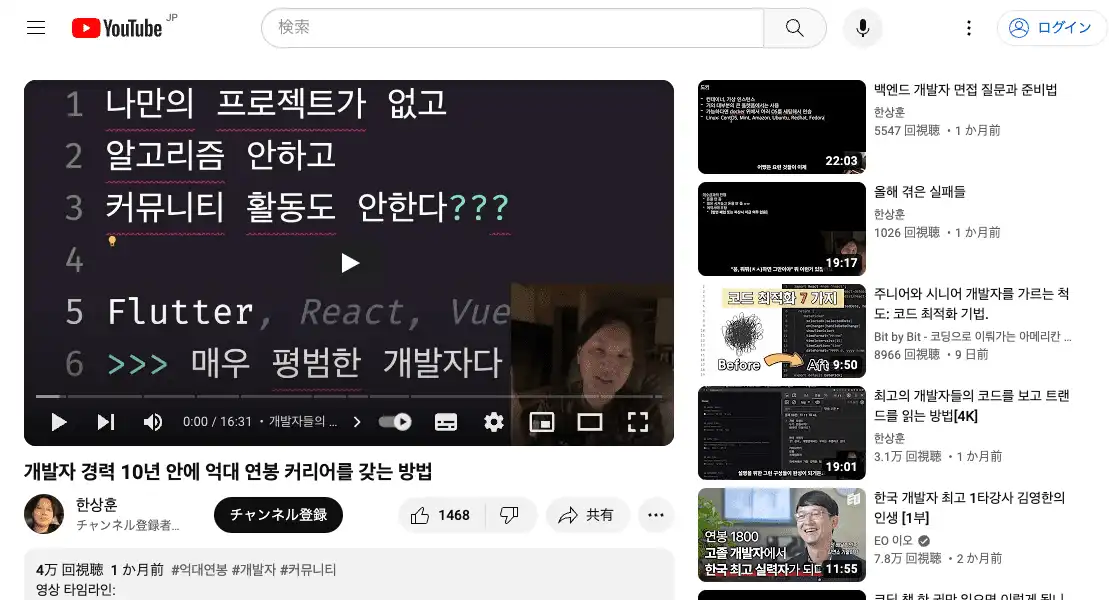 YouTube JP
検索
ログイン
1 나만의 프로젝트가 없고
2 알고리즘 안하고
3 커뮤니티 활동도 안한다???
4
5 Flutter, React, Vue
6 >>> 매우 평범한 개발자다
0:00 / 16:31 • 개발자들의 ...
개발자 경력 10년 안에 억대 연봉 커리어를 갖는 방법
한상훈
チャンネル登録者...
チャンネル登録
1468
共有
4万 回視聴 1 か月前 #억대연봉 #개발자 #커뮤니티
영상 타임라인:
22:03
백엔드 개발자 면접 질문과 준비법
한상훈
5547 回視聴 ・1 か月前
19:17
올해 겪은 실패들
한상훈
1026 回視聴 ・1 か月前
코드 최적화 7 가지
Before
Aft
9:50
주니어와 시니어 개발자를 가르는 척
도: 코드 최적화 기법.
Bit by Bit - 코딩으로 이뤄가는 아메리칸 ...
8966 回視聴 ・9 日前
19:01
최고의 개발자들의 코드를 보고 트랜
드를 읽는 방법[4K]
한상훈
3.1万 回視聴 ・1 か月前
EO
연봉 1800
고졸 개발자에서
한국 최고 실력자가 되다
11:55
한국 개발자 최고 1타강사 김영한의
인생 [1부]
EO 이오
7.8万 回視聴 ・2 か月前